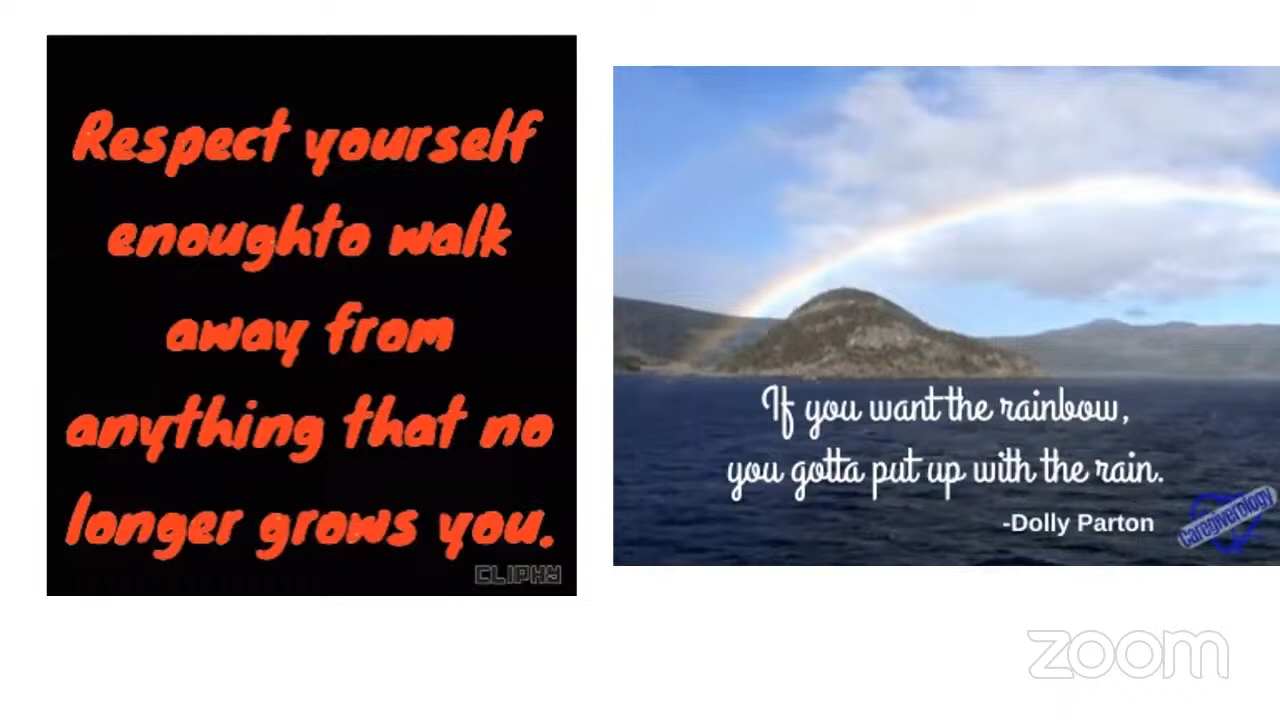 Respect yourself
enoughto walk
away from
anything that no
longer grows you.
CLIPHY
If you want the rainbow,
you gotta put up with the rain.
-Dolly Parton
Caregiverology
zoom